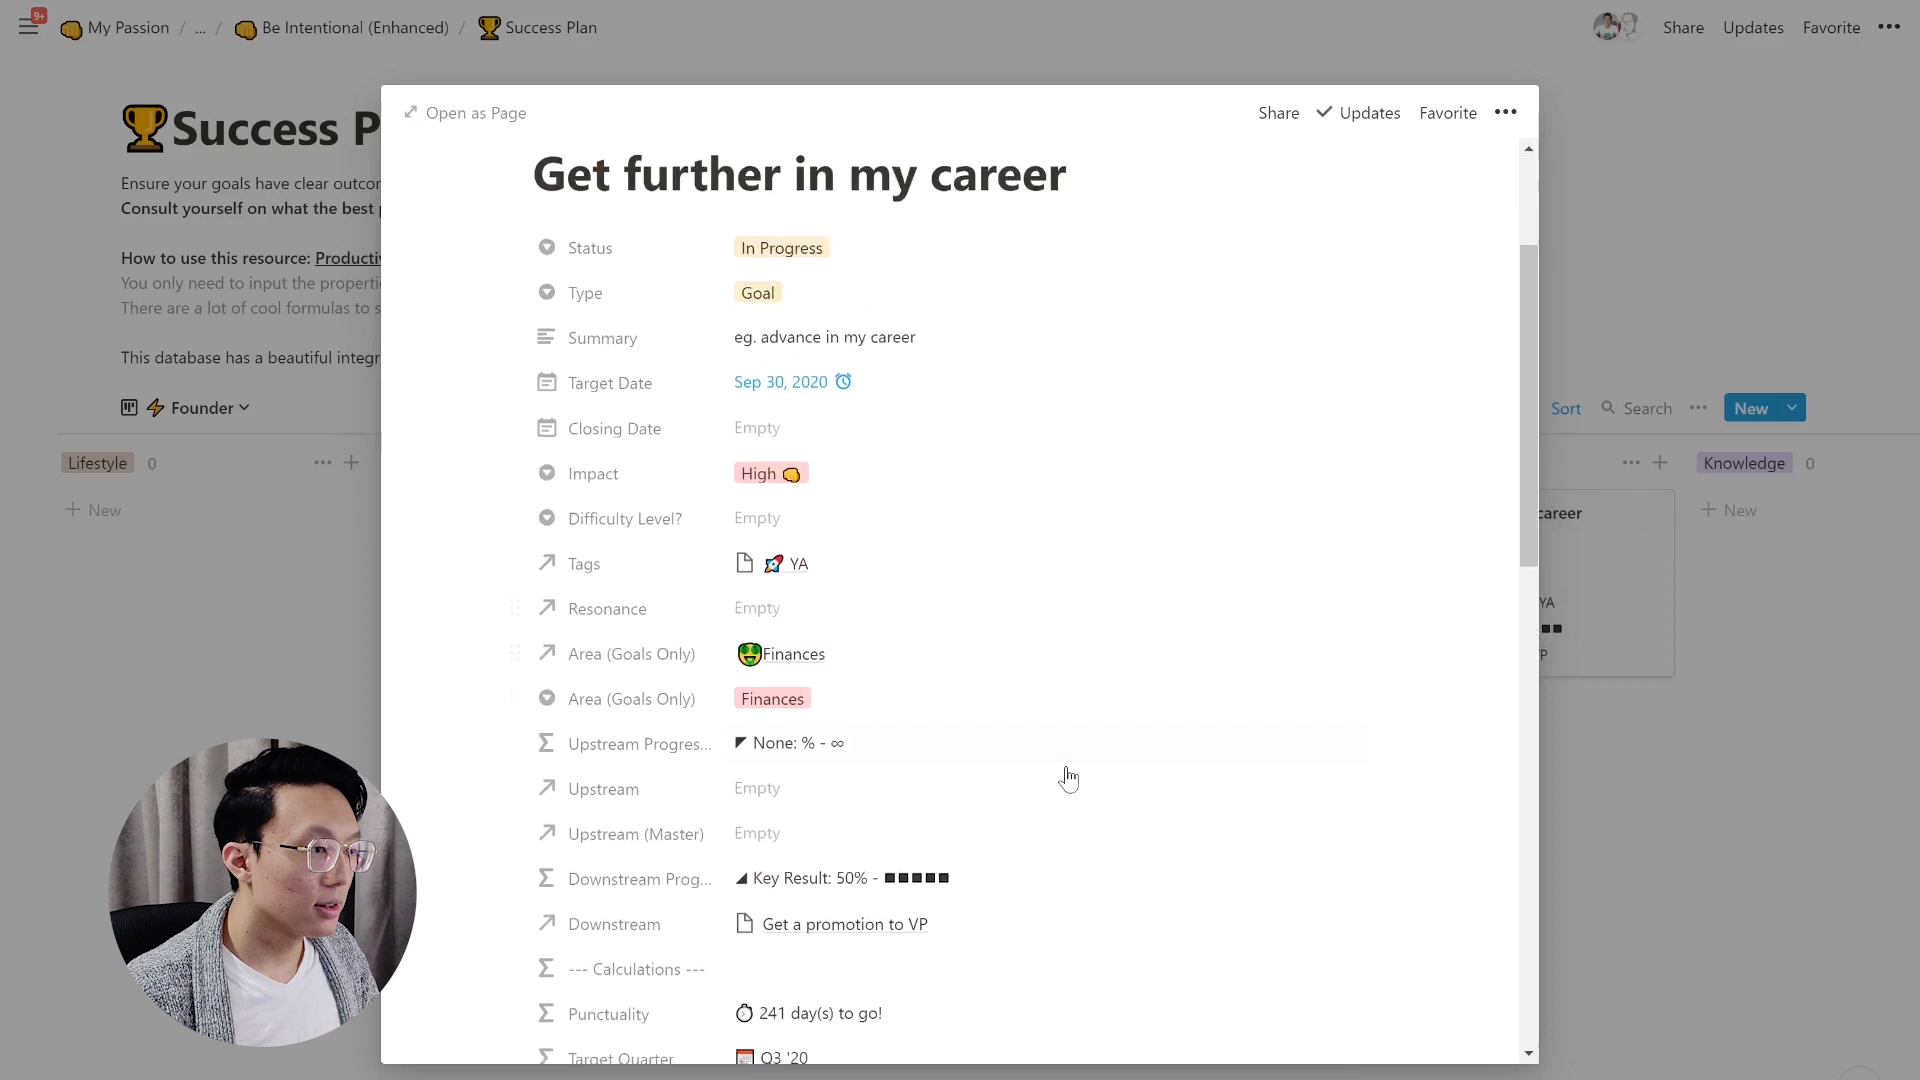 9+
My Passion / ... / Be Intentional (Enhanced) / Success Plan
Share Updates Favorite •••
Success P
Ensure your goals have clear outcor
Consult yourself on what the best
How to use this resource: Productiv
You only need to input the properti
There are a lot of cool formulas to s
This database has a beautiful integr
Founder
Sort Search ••• New
Lifestyle 0 ••• +
+ New
••• + Knowledge 0
+ New
career
YA
Open as Page
Share Updates Favorite •••
Get further in my career
Status In Progress
Type Goal
Summary eg. advance in my career
Target Date Sep 30, 2020
Closing Date Empty
Impact High
Difficulty Level? Empty
Tags YA
Resonance Empty
Area (Goals Only) Finances
Area (Goals Only) Finances
Upstream Progres... ◤ None: % - ∞
Upstream Empty
Upstream (Master) Empty
Downstream Prog... ◢ Key Result: 50% - ■■■■■
Downstream Get a promotion to VP
--- Calculations ---
Punctuality 241 day(s) to go!
Target Quarter Q3 '20